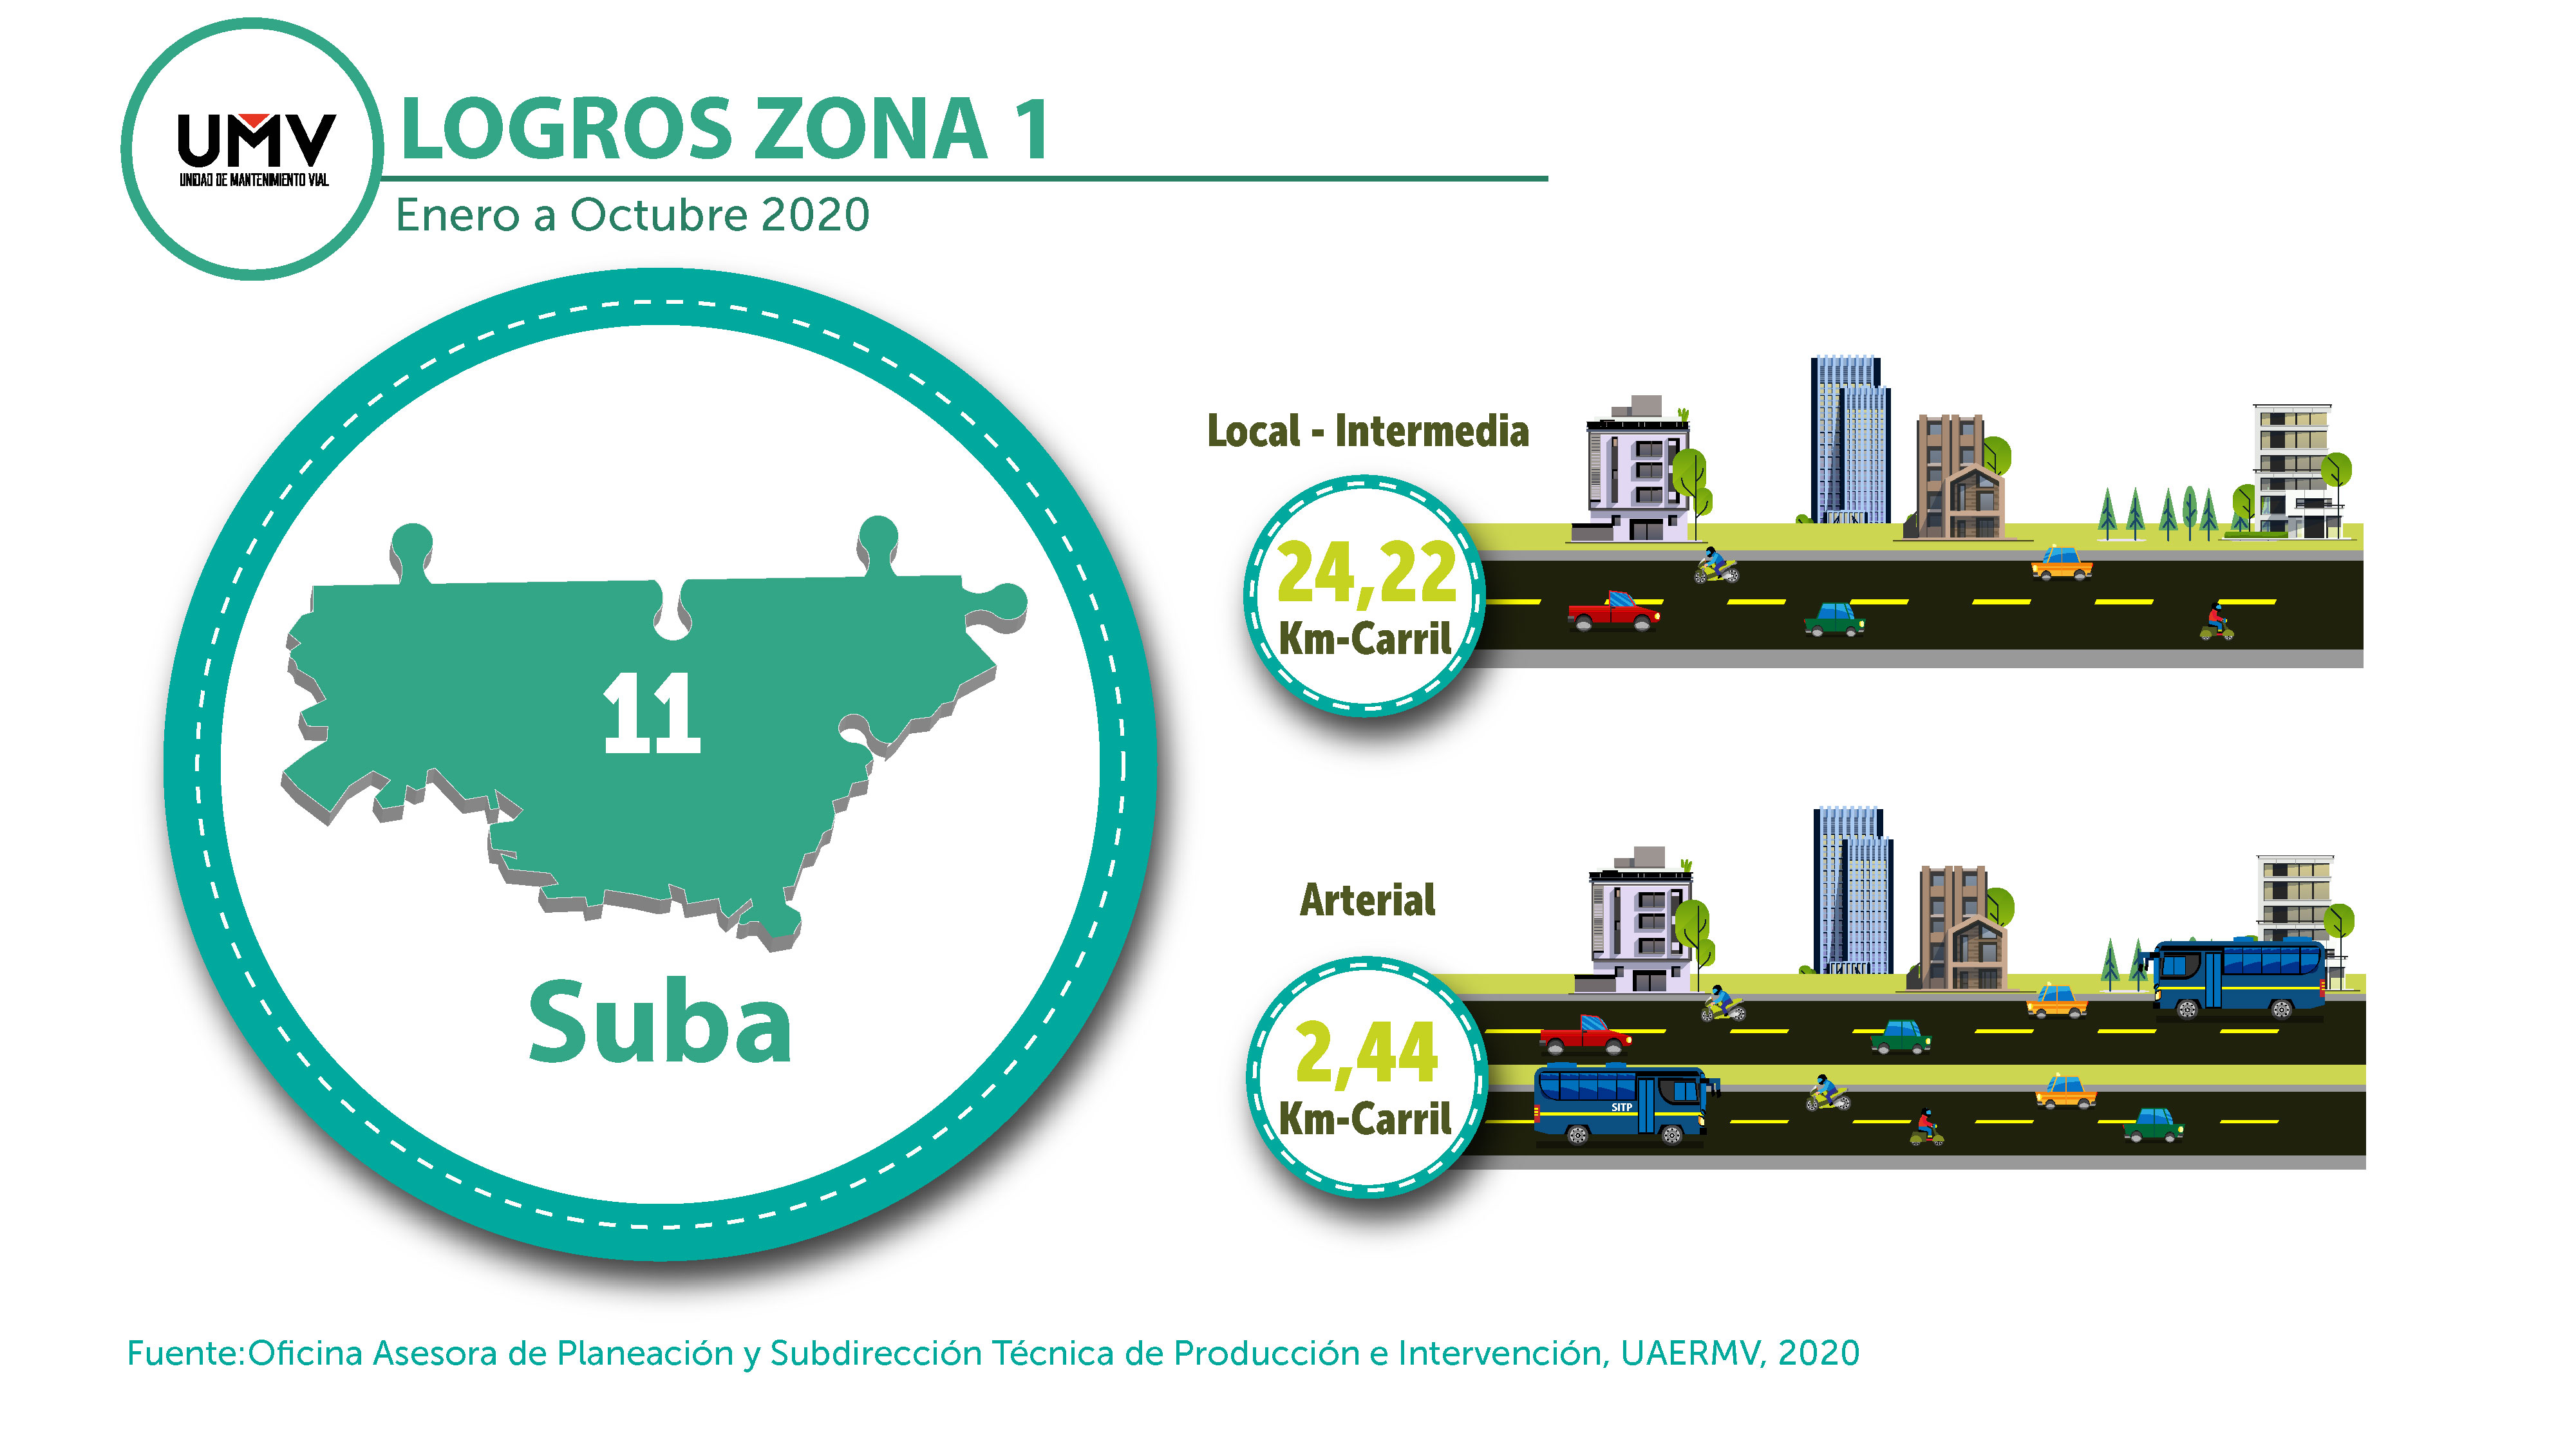 UMV
UNIDAD DE MANTENIMIENTO VIAL
LOGROS ZONA 1
Enero a Octubre 2020
11
Suba
Local - Intermedia
24,22
Km-Carril
Arterial
2,44
Km-Carril
SITP
Fuente:Oficina Asesora de Planeación y Subdirección Técnica de Producción e Intervención, UAERMV, 2020